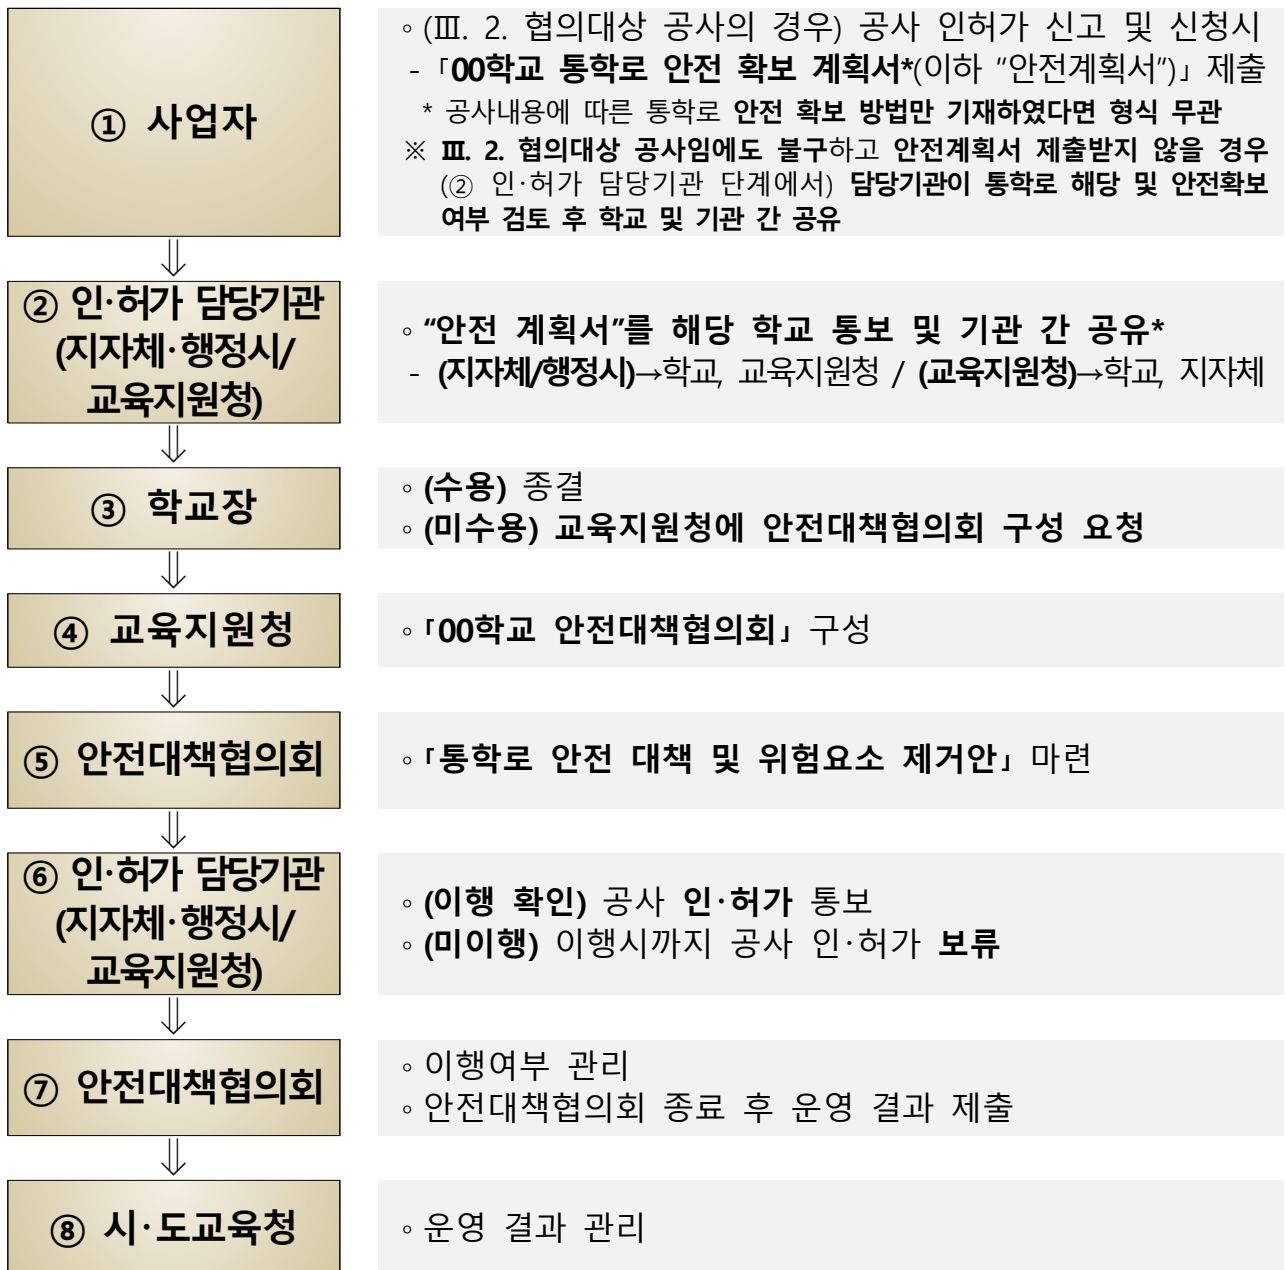 ① 사업자
◦ (Ⅲ. 2. 협의대상 공사의 경우) 공사 인허가 신고 및 신청시
- 「00학교 통학로 안전 확보 계획서*(이하 “안전계획서”)」 제출
* 공사내용에 따른 통학로 안전 확보 방법만 기재하였다면 형식 무관
※ Ⅲ. 2. 협의대상 공사임에도 불구하고 안전계획서 제출받지 않을 경우
(② 인·허가 담당기관 단계에서) 담당기관이 통학로 해당 및 안전확보
여부 검토 후 학교 및 기관 간 공유
⇓
② 인·허가 담당기관
(지자체·행정시/
교육지원청)
◦ “안전 계획서”를 해당 학교 통보 및 기관 간 공유*
- (지자체/행정시)→학교, 교육지원청 / (교육지원청)→학교, 지자체
⇓
③ 학교장
◦ (수용) 종결
◦ (미수용) 교육지원청에 안전대책협의회 구성 요청
⇓
④ 교육지원청
◦ 「00학교 안전대책협의회」 구성
⇓
⑤ 안전대책협의회
◦ 「통학로 안전 대책 및 위험요소 제거안」 마련
⇓
⑥ 인·허가 담당기관
(지자체·행정시/
교육지원청)
◦ (이행 확인) 공사 인·허가 통보
◦ (미이행) 이행시까지 공사 인·허가 보류
⇓
⑦ 안전대책협의회
◦ 이행여부 관리
◦ 안전대책협의회 종료 후 운영 결과 제출
⇓
⑧ 시·도교육청
◦ 운영 결과 관리